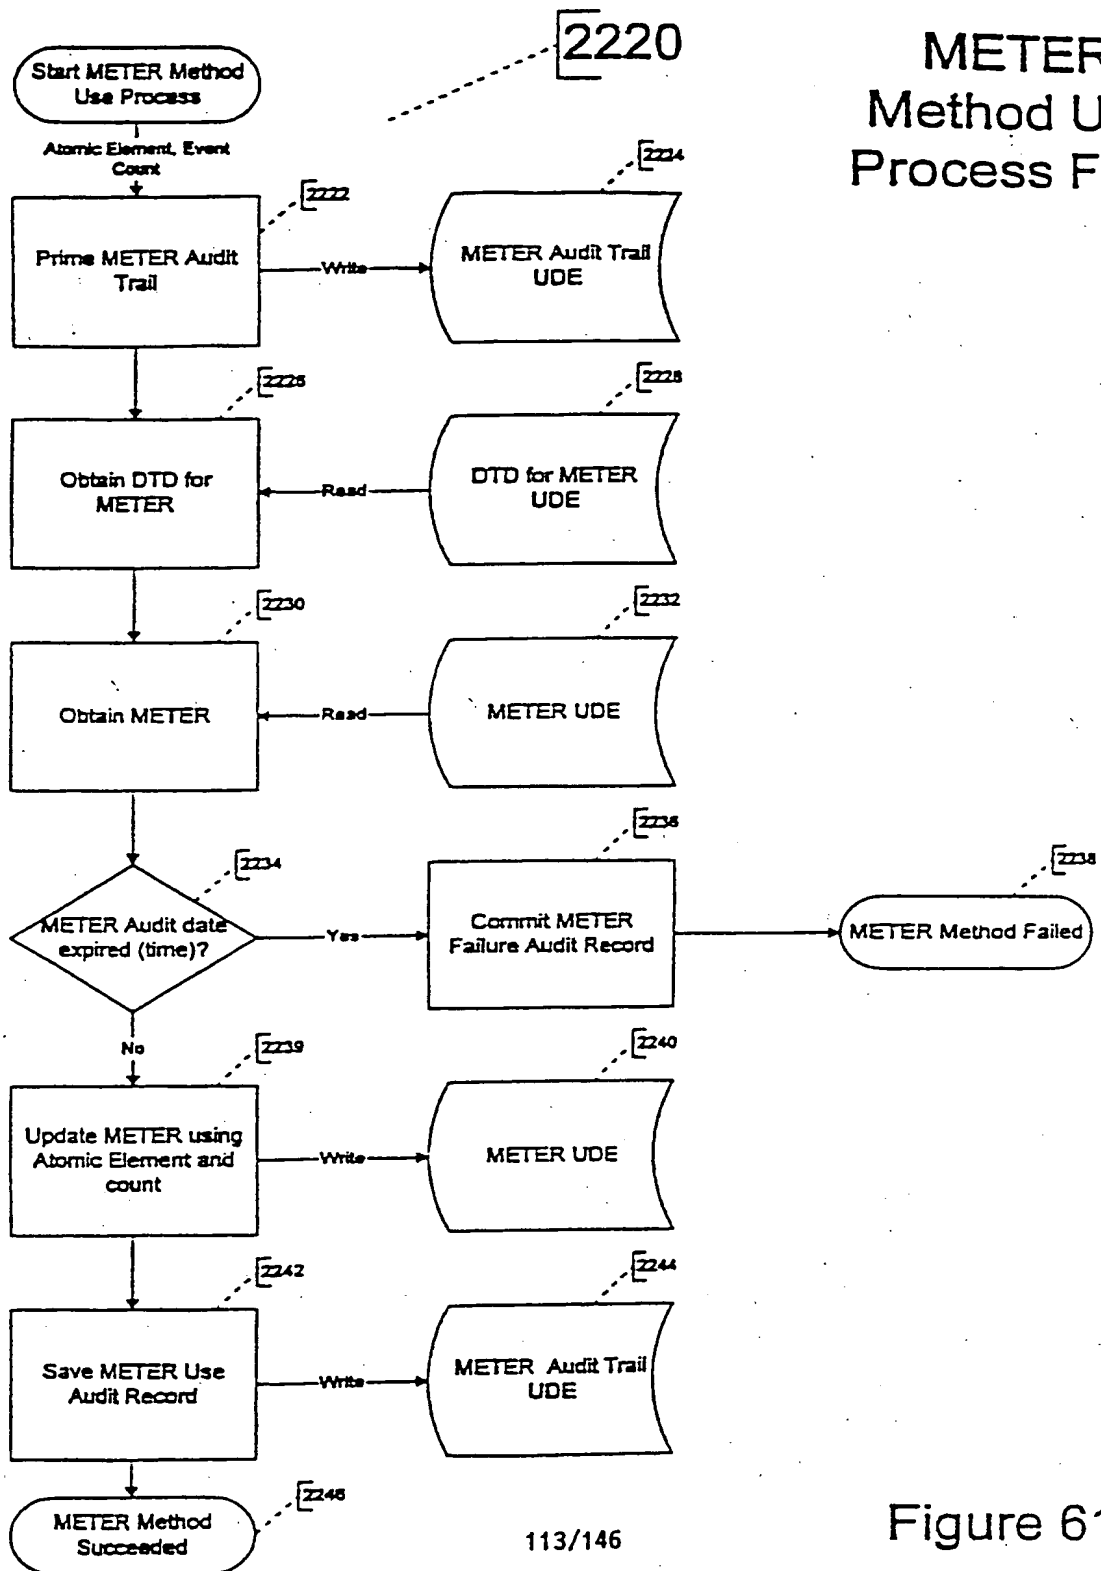 2220
METER
Method U
Process F
Start METER Method
Use Process
Atomic Element, Event
Count
2222
Prime METER Audit
Trail
Write
2224
METER Audit Trail
UDE
2226
Obtain DTD for
METER
Read
2228
DTD for METER
UDE
2230
Obtain METER
Read
2232
METER UDE
2234
METER Audit date
expired (time)?
Yes
2236
Commit METER
Failure Audit Record
2238
METER Method Failed
No
2239
Update METER using
Atomic Element and
count
Write
2240
METER UDE
2242
Save METER Use
Audit Record
Write
2244
METER Audit Trail
UDE
2246
METER Method
Succeeded
113/146
Figure 61